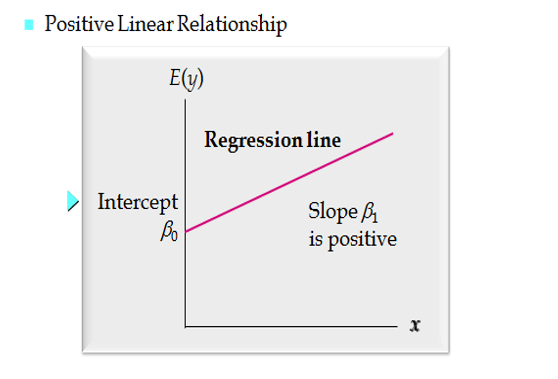 Positive Linear Relationship
E(y)
Regression line
Intercept
β0
Slope β1
is positive
x